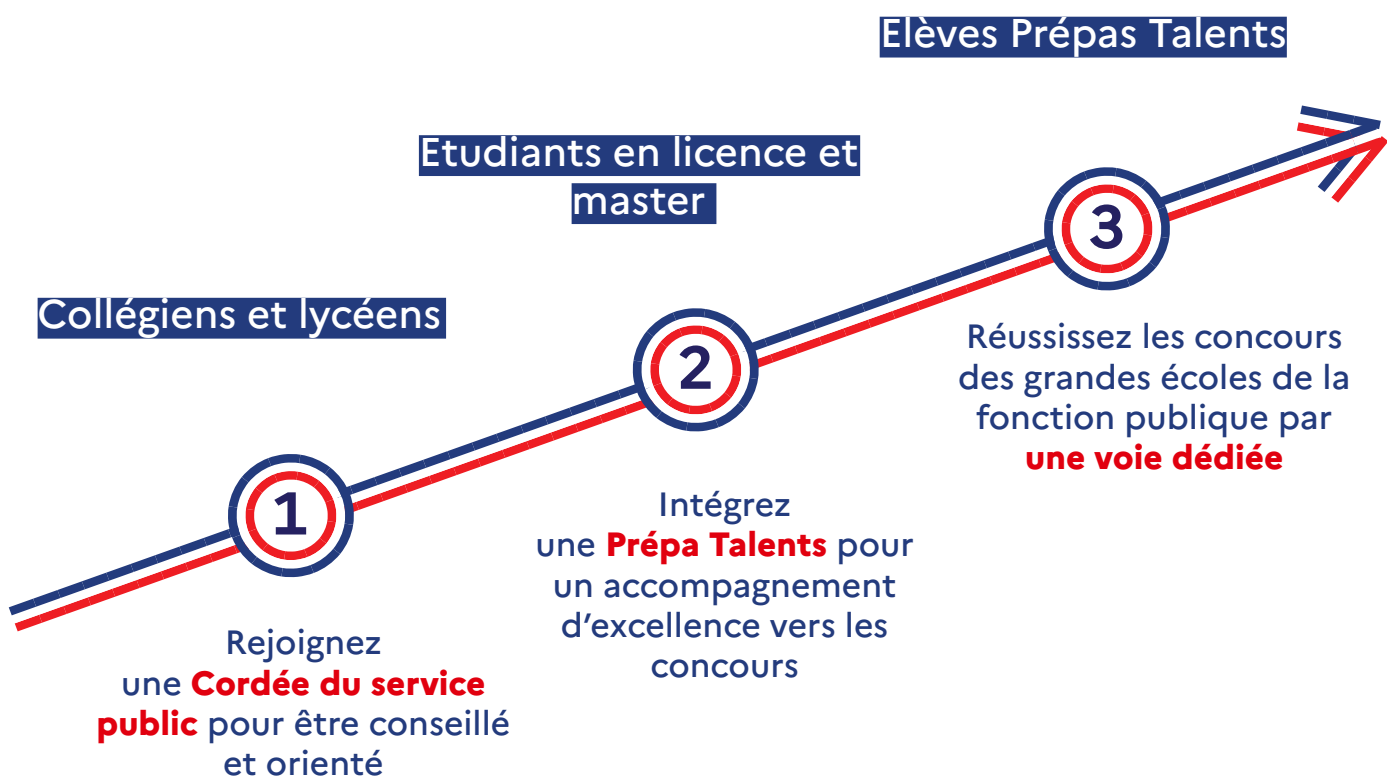 Elèves Prépas Talents
Etudiants en licence et
master
Collégiens et lycéens
3
Réussissez les concours
des grandes écoles de la
fonction publique par
une voie dédiée
2
Intégrez
une Prépa Talents pour
un accompagnement
d'excellence vers les
concours
1
Rejoignez
une Cordée du service
public pour être conseillé
et orienté